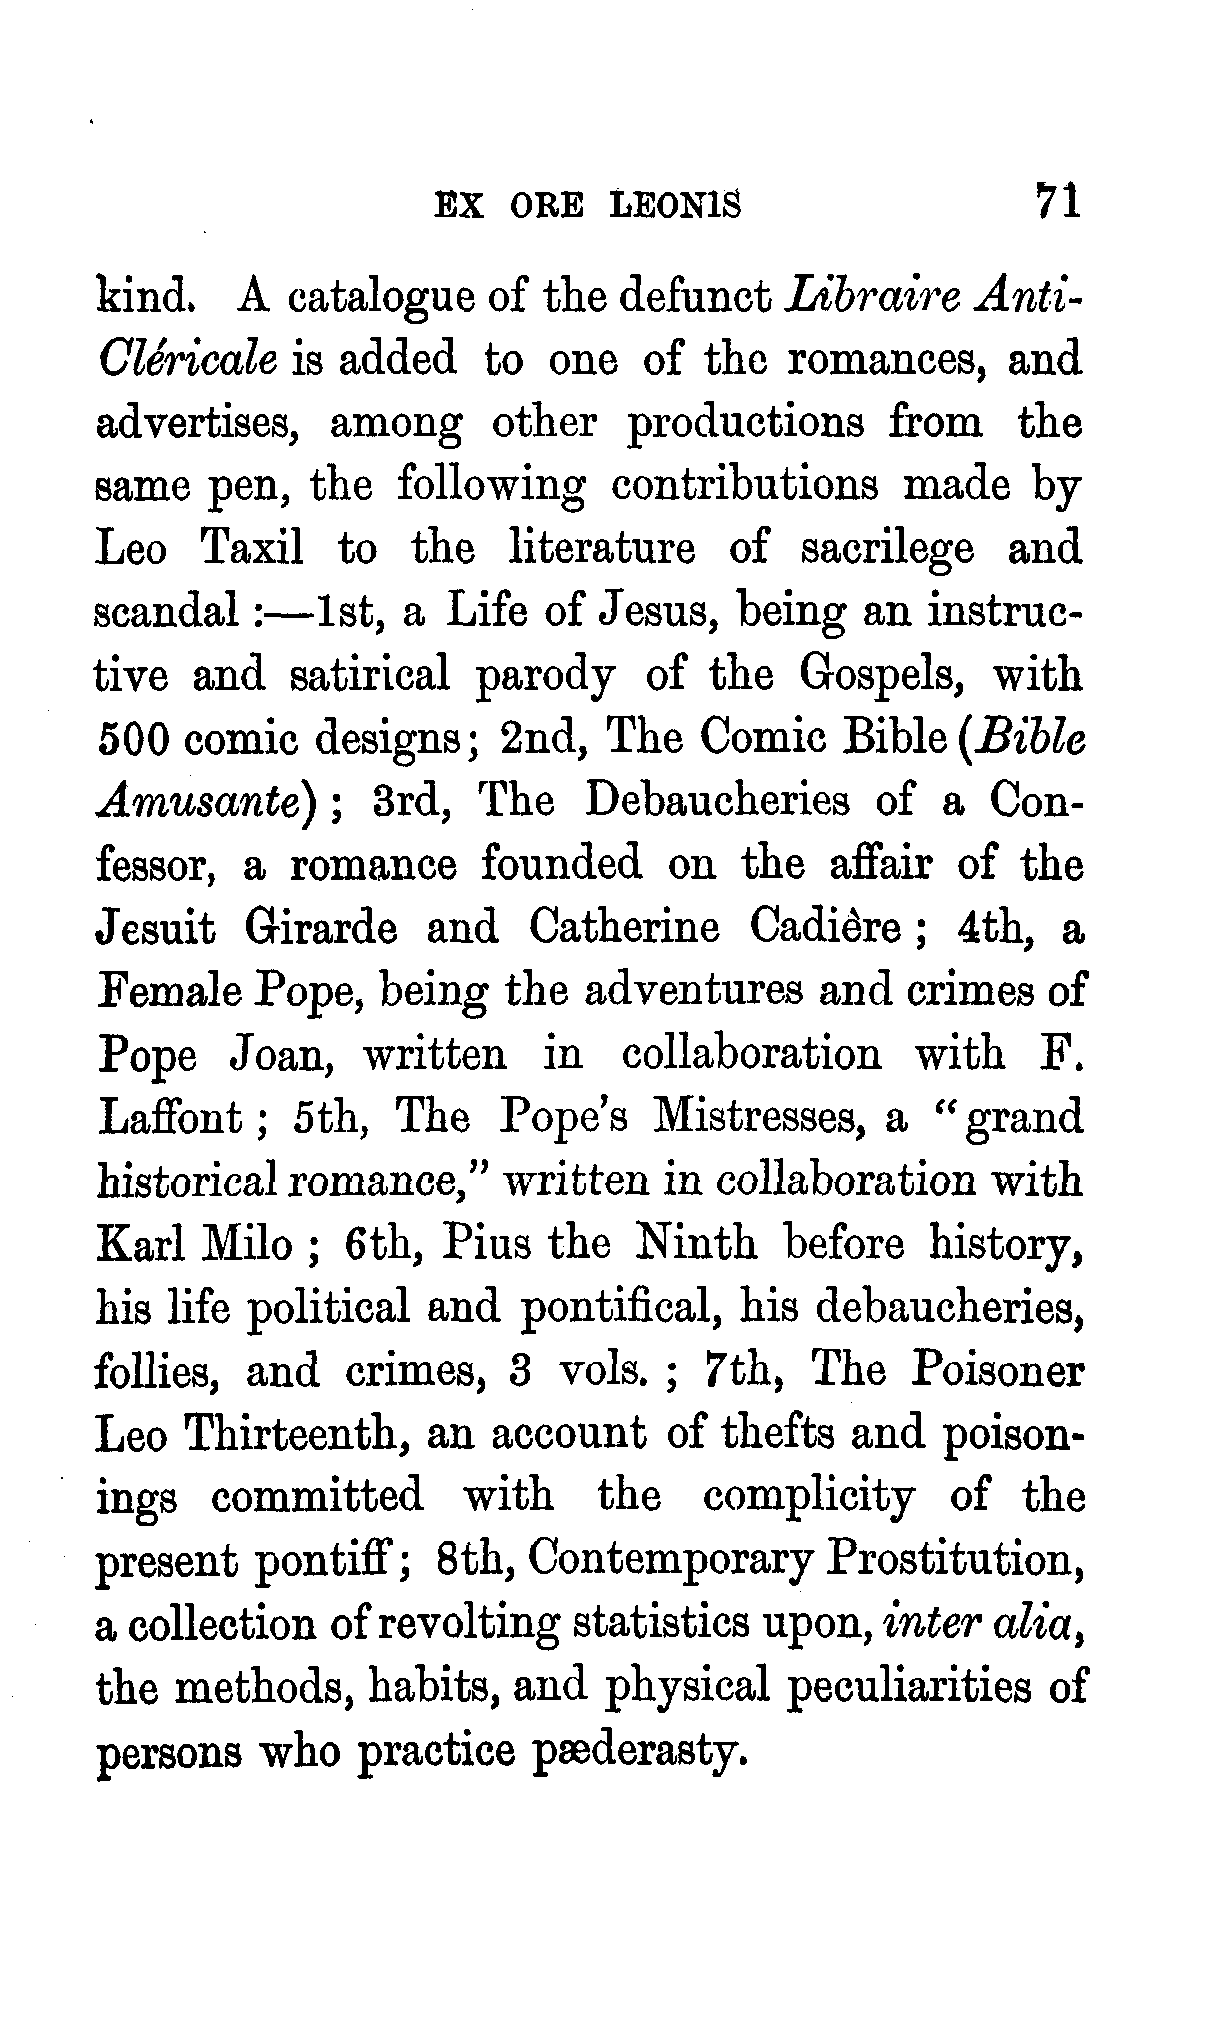 EX ORE LEONIS 71
kind. A catalogue of the defunct Libraire Anti-
Cléricale is added to one of the romances, and
advertises, among other productions from the
same pen, the following contributions made by
Leo Taxil to the literature of sacrilege and
scandal :—1st, a Life of Jesus, being an instruc-
tive and satirical parody of the Gospels, with
500 comic designs; 2nd, The Comic Bible (Bible
Amusante) ; 3rd, The Debaucheries of a Con-
fessor, a romance founded on the affair of the
Jesuit Girarde and Catherine Cadiêre ; 4th, a
Female Pope, being the adventures and crimes of
Pope Joan, written in collaboration with F.
Laffont ; 5th, The Pope's Mistresses, a "grand
historical romance," written in collaboration with
Karl Milo ; 6th, Pius the Ninth before history,
his life political and pontifical, his debaucheries,
follies, and crimes, 3 vols. ; 7th, The Poisoner
Leo Thirteenth, an account of thefts and poison-
ings committed with the complicity of the
present pontiff; 8th, Contemporary Prostitution,
a collection of revolting statistics upon, inter alia,
the methods, habits, and physical peculiarities of
persons who practice pæderasty.